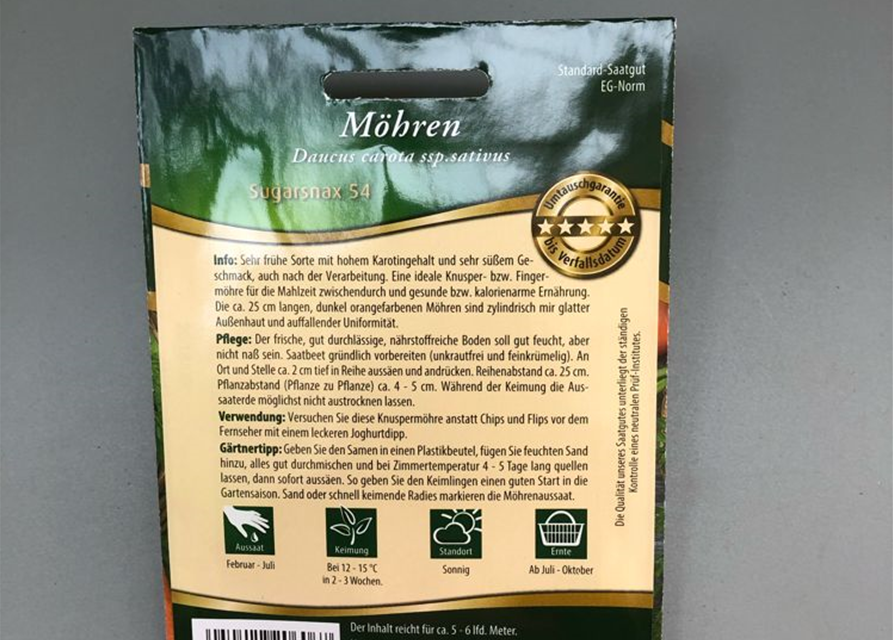 Standard-Saatgut
EG-Norm
Möhren
Daucus carota ssp.sativus
Sugarsnax 54
Umtauschgarantie
bis Verfallsdatum
Info: Sehr frühe Sorte mit hohem Karotingehalt und sehr süßem Ge-
schmack, auch nach der Verarbeitung. Eine ideale Knusper- bzw. Finger-
möhre für die Mahlzeit zwischendurch und gesunde bzw. kalorienarme Ernährung.
Die ca. 25 cm langen, dunkel orangefarbenen Möhren sind zylindrisch mir glatter
Außenhaut und auffallender Uniformität.
Pflege: Der frische, gut durchlässige, nährstoffreiche Boden soll gut feucht, aber
nicht naß sein. Saatbeet gründlich vorbereiten (unkrautfrei und feinkrümelig). An
Ort und Stelle ca. 2 cm tief in Reihe aussäen und andrücken. Reihenabstand ca. 25 cm.
Pflanzabstand (Pflanze zu Pflanze) ca. 4 - 5 cm. Während der Keimung die Aus-
saaterde möglichst nicht austrocknen lassen.
Verwendung: Versuchen Sie diese Knuspermöhre anstatt Chips und Flips vor dem
Fernseher mit einem leckeren Joghurtdipp.
Gärtnertipp: Geben Sie den Samen in einen Plastikbeutel, fügen Sie feuchten Sand
hinzu, alles gut durchmischen und bei Zimmertemperatur 4 - 5 Tage lang quellen
lassen, dann sofort aussäen. So geben Sie den Keimlingen einen guten Start in die
Gartensaison. Sand oder schnell keimende Radies markieren die Möhrenaussaat.
Die Qualität unseres Saatgutes unterliegt der ständigen
Kontrolle eines neutralen Prüf-Institutes.
Aussaat
Februar - Juli
Keimung
Bei 12 - 15 °C
in 2 - 3 Wochen.
Standort
Sonnig
Ernte
Ab Juli - Oktober
Der Inhalt reicht für ca. 5 - 6 lfd. Meter.